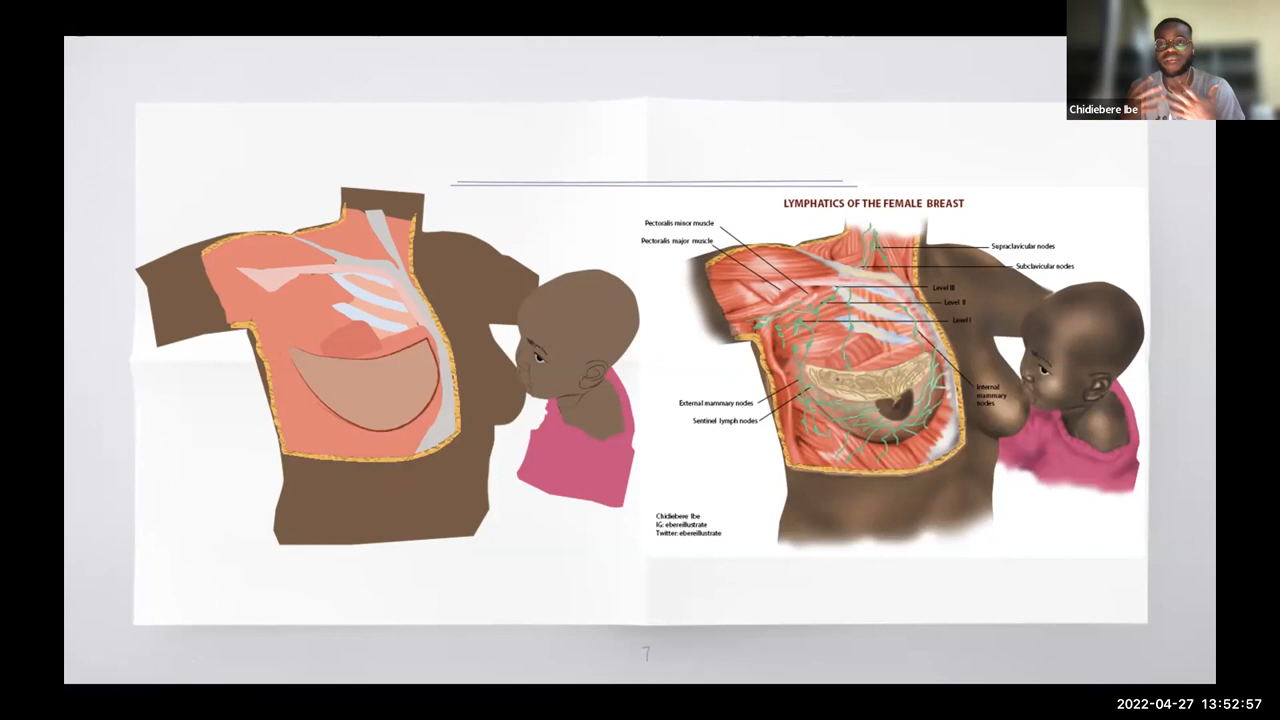 Chidiebere Ibe
LYMPHATICS OF THE FEMALE BREAST
Pectoralis minor muscle
Pectoralis major muscle
Supraclavicular nodes
Subclavicular nodes
Level III
Level II
Level I
Internal
mammary
nodes
External mammary nodes
Sentinel lymph nodes
Chidiebere Ibe
IG: ebereillustrate
Twitter: ebereillustrate
7
2022-04-27 13:52:57